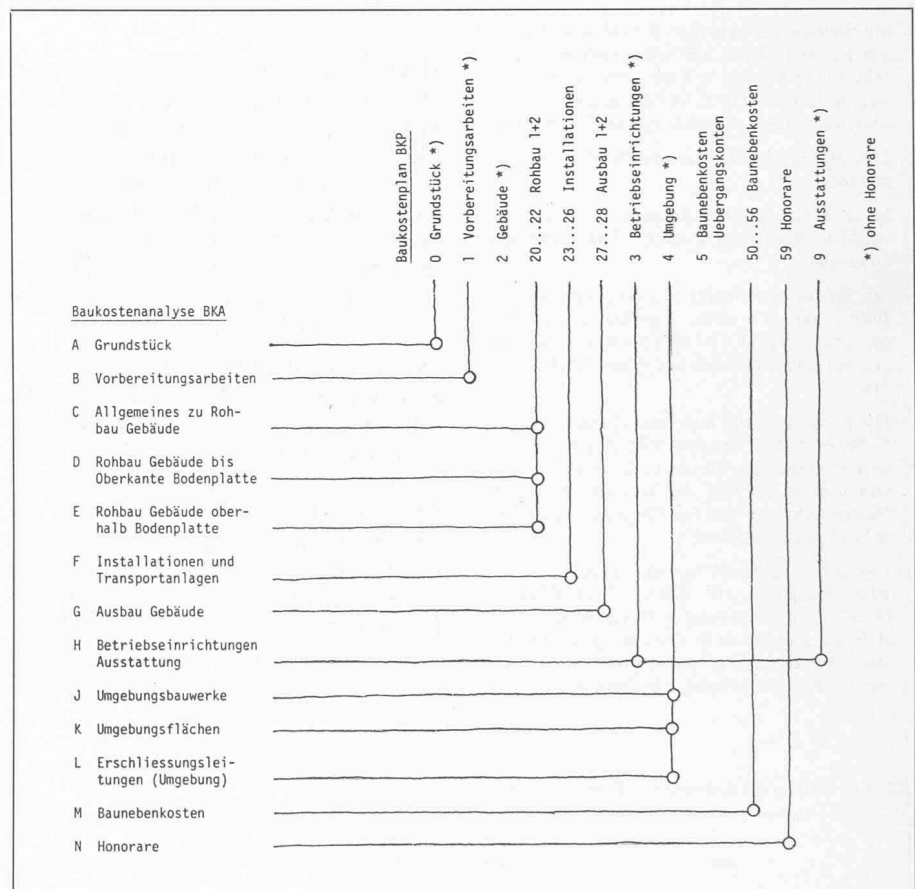 Baukostenplan BKP
0 Grundstück *)
1 Vorbereitungsarbeiten *)
2 Gebäude *)
20...22 Rohbau 1+2
23...26 Installationen
27...28 Ausbau 1+2
3 Betriebseinrichtungen *)
4 Umgebung *)
5 Baunebenkosten
Uebergangskonten
50...56 Baunebenkosten
59 Honorare
9 Ausstattungen *)
*) ohne Honorare
Baukostenanalyse BKA
A Grundstück
B Vorbereitungsarbeiten
C Allgemeines zu Roh-
bau Gebäude
D Rohbau Gebäude bis
Oberkante Bodenplatte
E Rohbau Gebäude ober-
halb Bodenplatte
F Installationen und
Transportanlagen
G Ausbau Gebäude
H Betriebseinrichtungen
Ausstattung
J Umgebungsbauwerke
K Umgebungsflächen
L Erschliessungslei-
tungen (Umgebung)
M Baunebenkosten
N Honorare